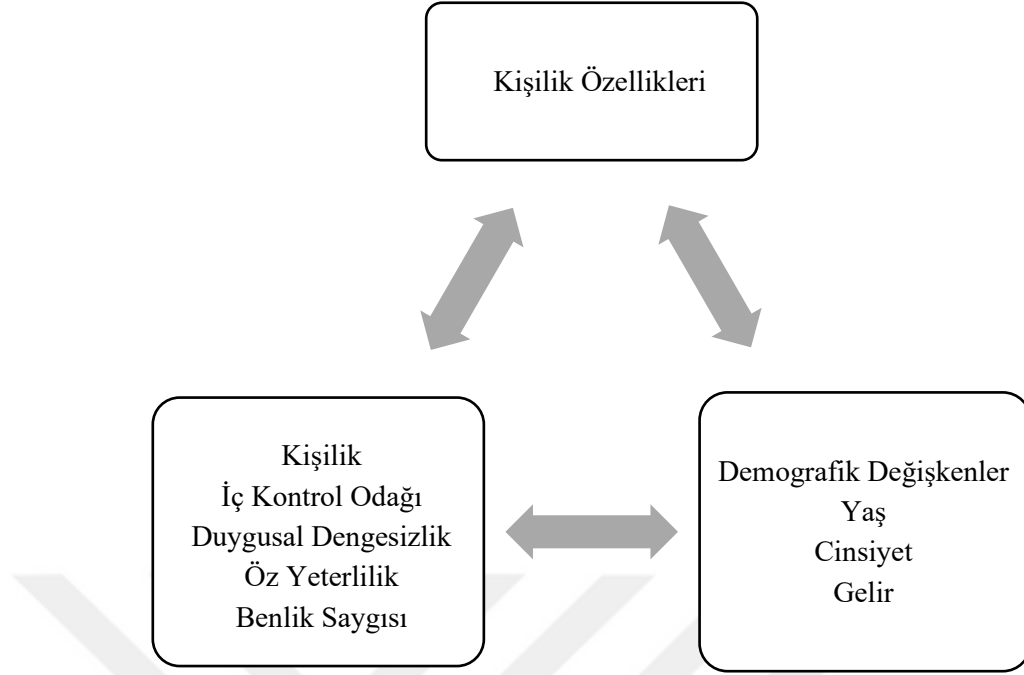 Kişilik Özellikleri
Kişilik
İç Kontrol Odağı
Duygusal Dengesizlik
Öz Yeterlilik
Benlik Saygısı
Demografik Değişkenler
Yaş
Cinsiyet
Gelir